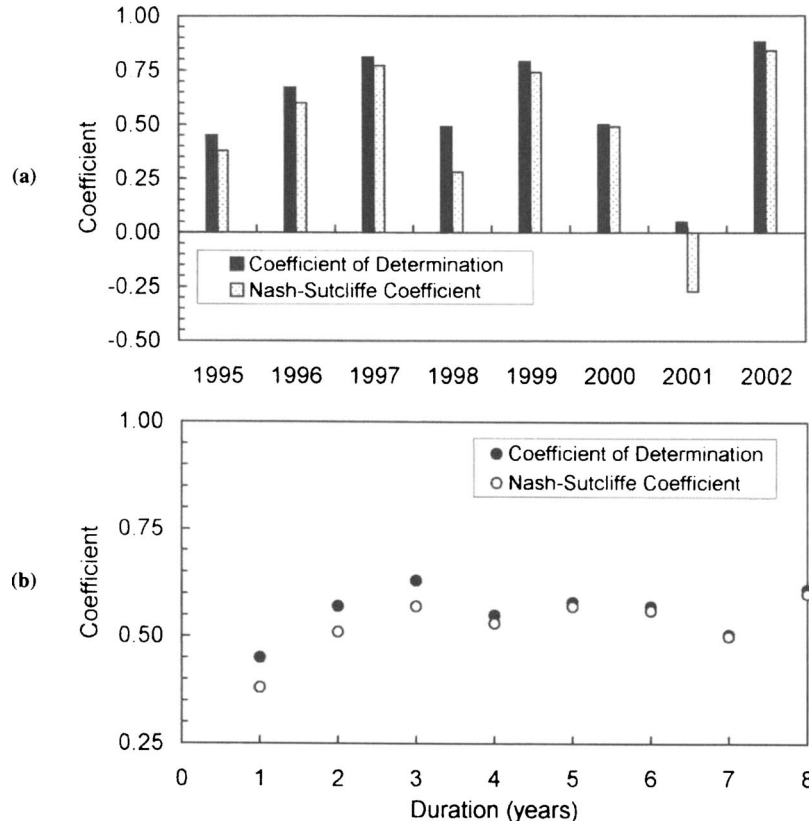 (a)
Coefficient
1.00
0.75
0.50
0.25
0.00
-0.25
-0.50
Coefficient of Determination
Nash-Sutcliffe Coefficient
1995 1996 1997 1998 1999 2000 2001 2002
(b)
Coefficient
1.00
0.75
0.50
0.25
Coefficient of Determination
Nash-Sutcliffe Coefficient
0 1 2 3 4 5 6 7 8
Duration (years)